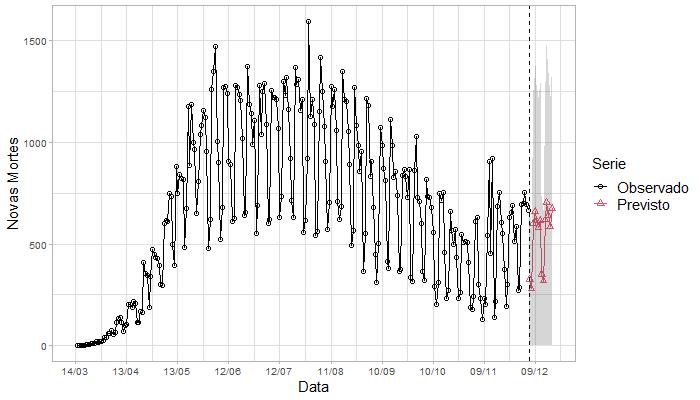 Novas Mortes
1500
1000
500
0
14/03 13/04 13/05 12/06 12/07 11/08 10/09 10/10 09/11 09/12
Data
Serie
Observado
Previsto